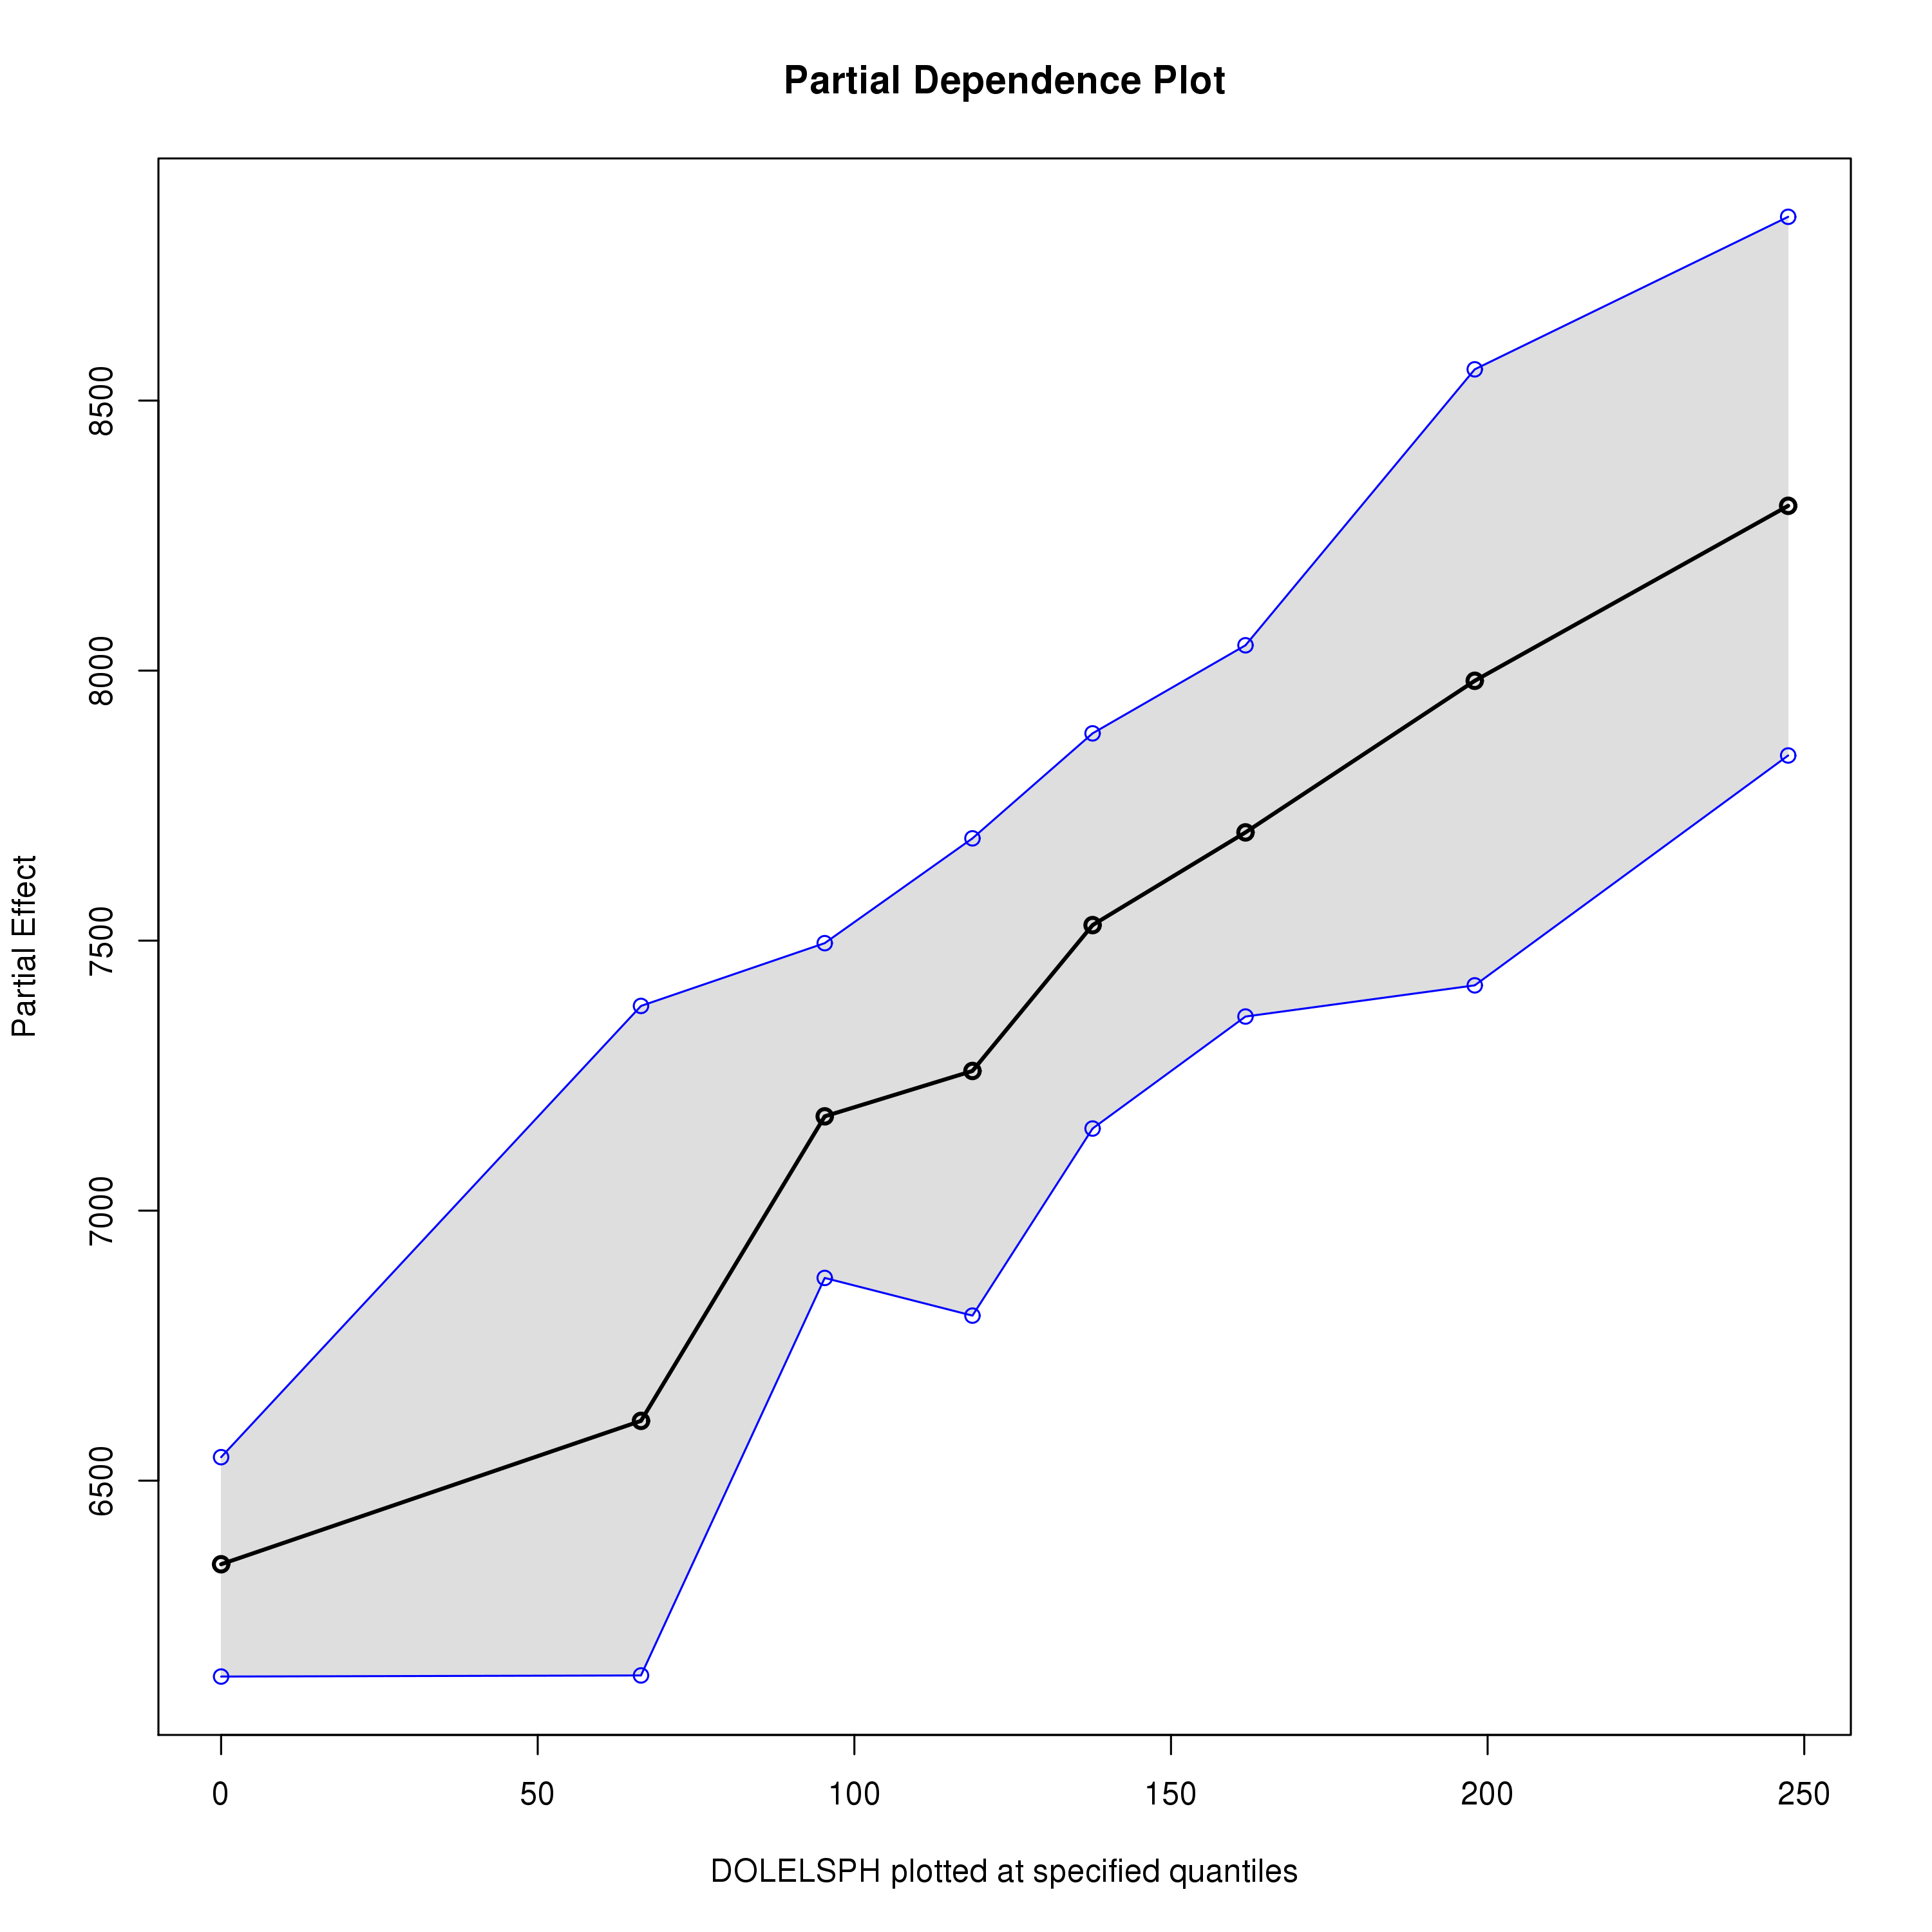 Partial Dependence Plot
Partial Effect
8500
8000
7500
7000
6500
0 50 100 150 200 250
DOLELSPH plotted at specified quantiles